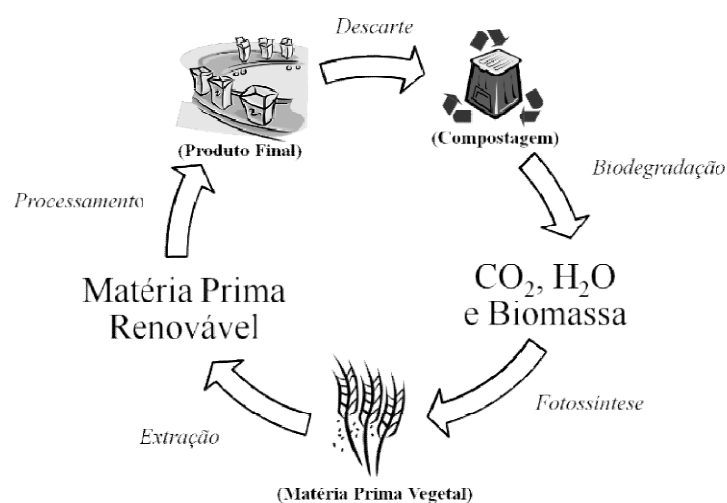 Descarte
(Produto Final)
(Compostagem)
Biodegradação
Processamento
Matéria Prima
Renovável
CO₂, H₂O
e Biomassa
Fotossíntese
Extração
(Matéria Prima Vegetal)